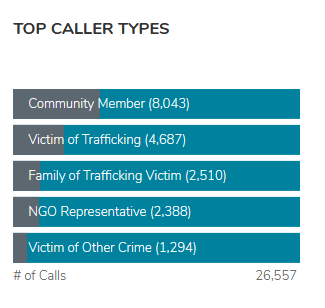 TOP CALLER TYPES
Community Member (8,043)
Victim of Trafficking (4,687)
Family of Trafficking Victim (2,510)
NGO Representative (2,388)
Victim of Other Crime (1,294)
# of Calls 26,557